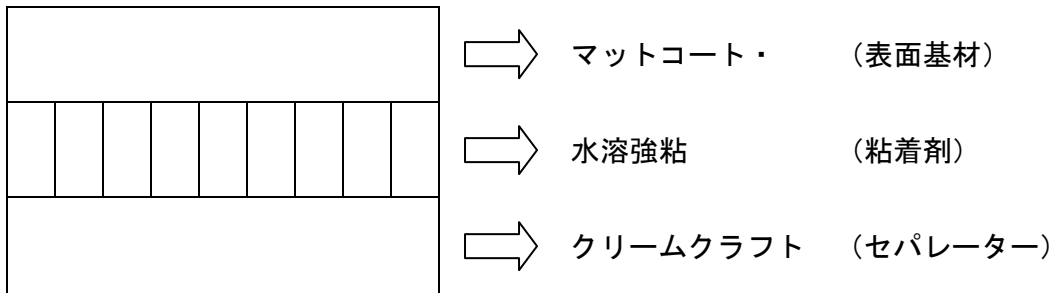 マットコート・ （表面基材）
水溶強粘 （粘着剤）
クリームクラフト （セパレーター）